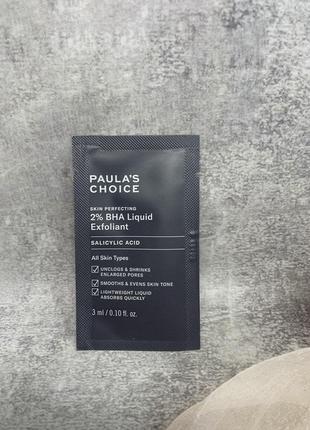 PAULA'S
CHOICE
SKIN PERFECTING
2% BHA Liquid
Exfoliant
SALICYLIC ACID
All Skin Types
UNCLOGS & SHRINKS
ENLARGED PORES
SMOOTHS & EVENS SKIN TONE
LIGHTWEIGHT LIQUID
ABSORBS QUICKLY
3 ml / 0.10 fl. oz.